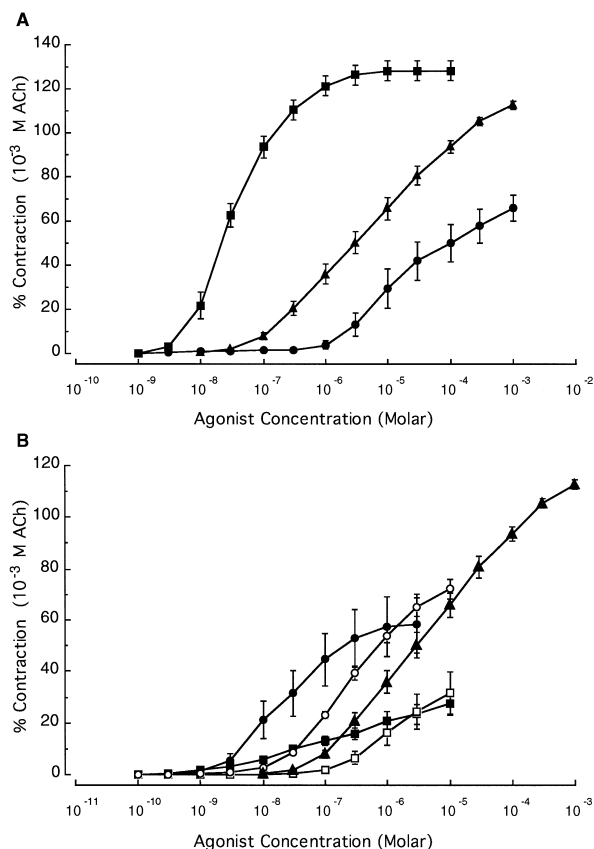 A
% Contraction (10-3 M ACh)
140
120
100
80
60
40
20
0
10-10 10-9 10-8 10-7 10-6 10-5 10-4 10-3 10-2
Agonist Concentration (Molar)
B
% Contraction (10-3 M ACh)
120
100
80
60
40
20
0
10-11 10-10 10-9 10-8 10-7 10-6 10-5 10-4 10-3
Agonist Concentration (Molar)